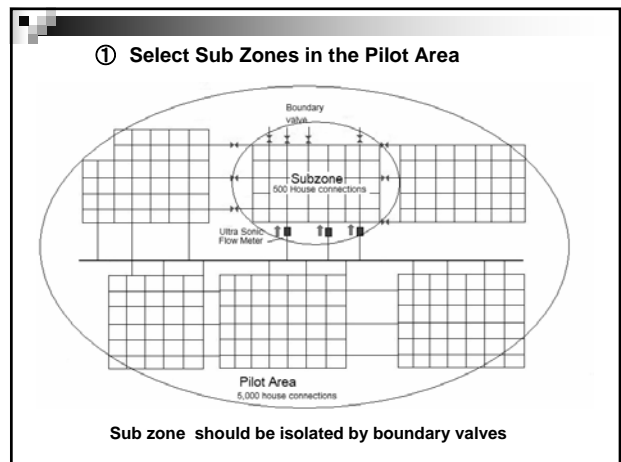 ① Select Sub Zones in the Pilot Area
Boundary
valve
Subzone
500 House connections
Ultra Sonic
Flow Meter
Pilot Area
5,000 house connections
Sub zone should be isolated by boundary valves